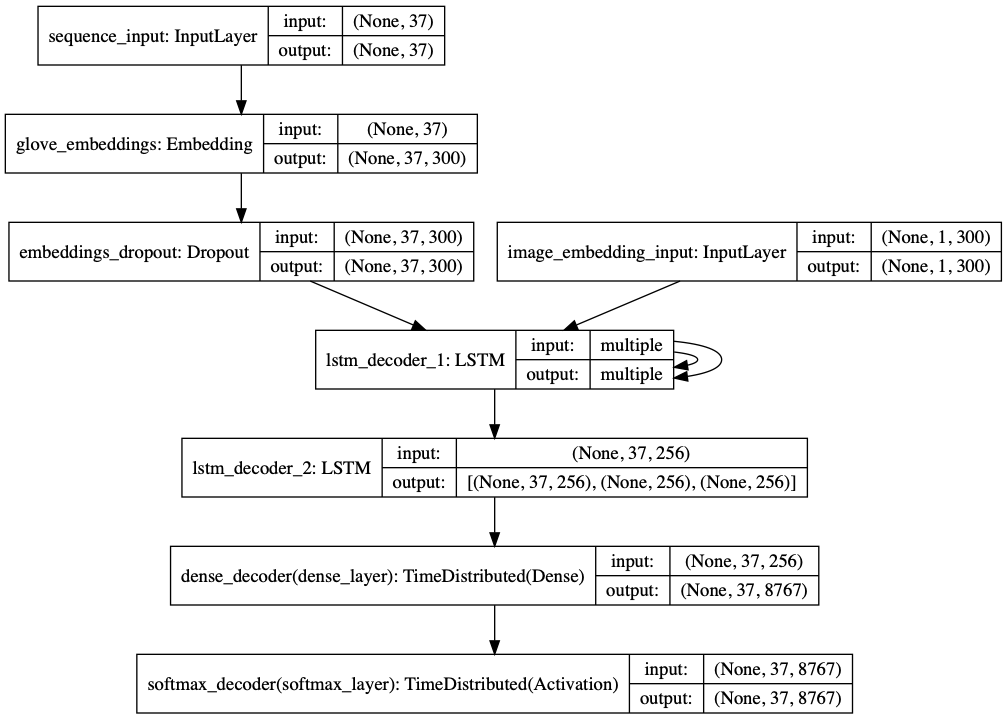 sequence_input: InputLayer
input: (None, 37)
output: (None, 37)
glove_embeddings: Embedding
input: (None, 37)
output: (None, 37, 300)
embeddings_dropout: Dropout
input: (None, 37, 300)
output: (None, 37, 300)
image_embedding_input: InputLayer
input: (None, 1, 300)
output: (None, 1, 300)
lstm_decoder_1: LSTM
input: multiple
output: multiple
lstm_decoder_2: LSTM
input: (None, 37, 256)
output: [(None, 37, 256), (None, 256), (None, 256)]
dense_decoder(dense_layer): TimeDistributed(Dense)
input: (None, 37, 256)
output: (None, 37, 8767)
softmax_decoder(softmax_layer): TimeDistributed(Activation)
input: (None, 37, 8767)
output: (None, 37, 8767)